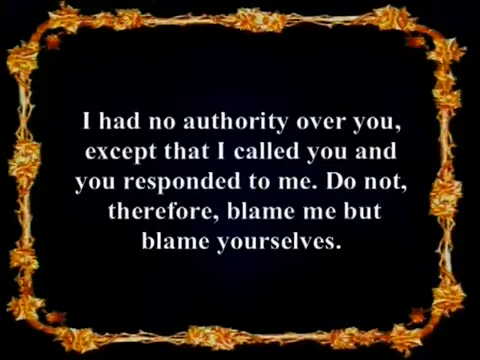 I had no authority over you,
except that I called you and
you responded to me. Do not,
therefore, blame me but
blame yourselves.